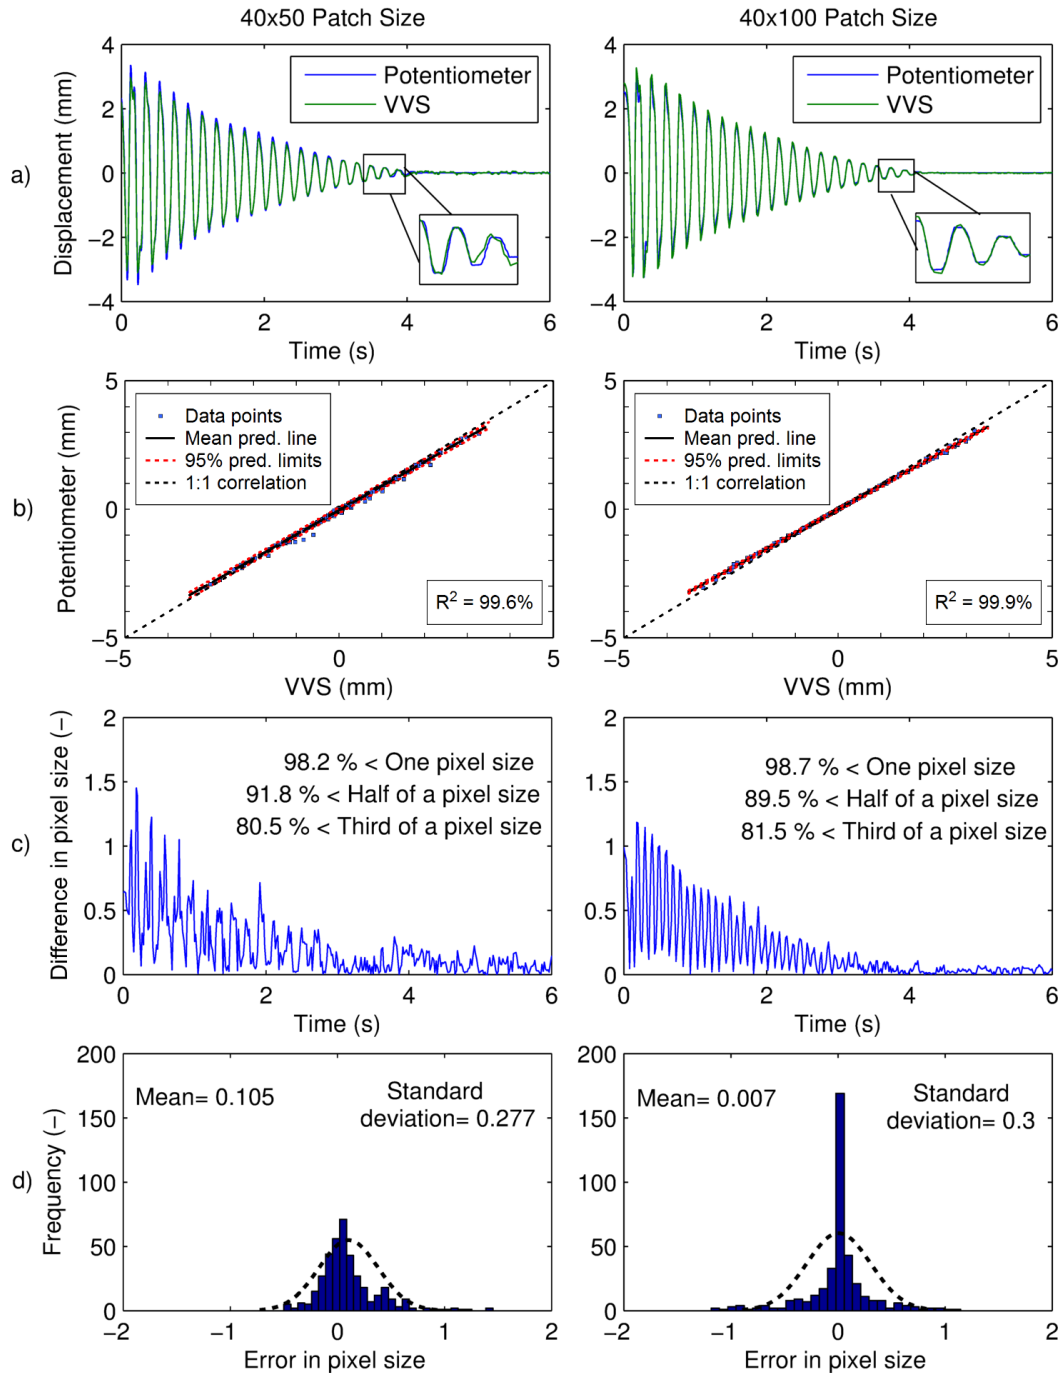 40x50 Patch Size
40x100 Patch Size
a)
Displacement (mm)
4
2
0
−2
−4
Potentiometer
VVS
0 2 4 6
Time (s)
Potentiometer
VVS
4
2
0
−2
−4
0 2 4 6
Time (s)
b)
Potentiometer (mm)
5
0
−5
Data points
Mean pred. line
95% pred. limits
1:1 correlation
R² = 99.6%
−5 0 5
VVS (mm)
5
0
−5
Data points
Mean pred. line
95% pred. limits
1:1 correlation
R² = 99.9%
−5 0 5
VVS (mm)
c)
Difference in pixel size (−)
2
1.5
1
0.5
0
98.2 % < One pixel size
91.8 % < Half of a pixel size
80.5 % < Third of a pixel size
0 2 4 6
Time (s)
2
1.5
1
0.5
0
98.7 % < One pixel size
89.5 % < Half of a pixel size
81.5 % < Third of a pixel size
0 2 4 6
Time (s)
d)
Frequency (−)
200
150
100
50
0
Mean= 0.105
Standard
deviation= 0.277
−2 −1 0 1 2
Error in pixel size
200
150
100
50
0
Mean= 0.007
Standard
deviation= 0.3
−2 −1 0 1 2
Error in pixel size